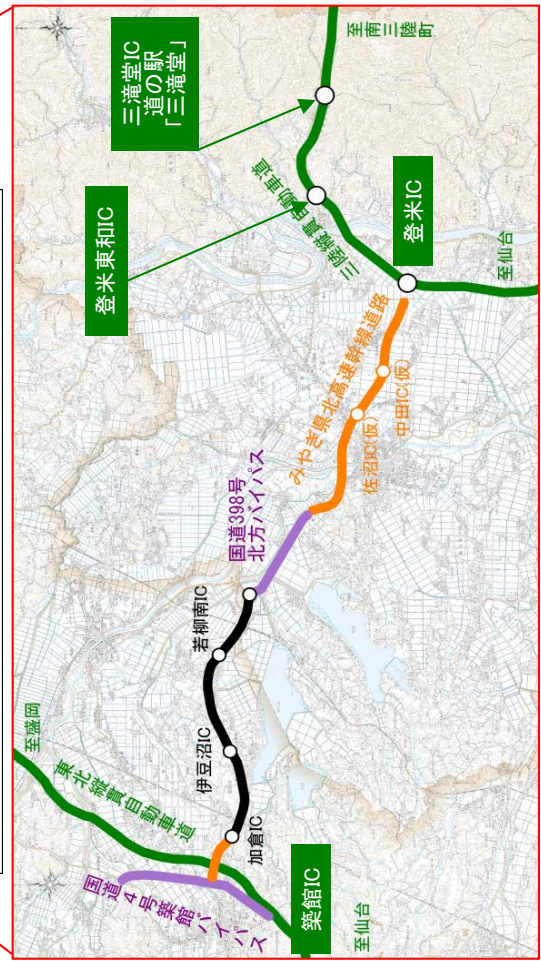 至盛岡
東北縦貫自動車道
国道4号築館バイパス
築館IC
至仙台
加倉IC
伊豆沼IC
若柳南IC
国道398号
北方バイパス
みやぎ県北高速幹線道路
佐沼IC(仮)
中田IC(仮)
登米IC
至仙台
三陸縦貫自動車道
登米東和IC
三滝堂IC
道の駅
「三滝堂」
至南三陸町